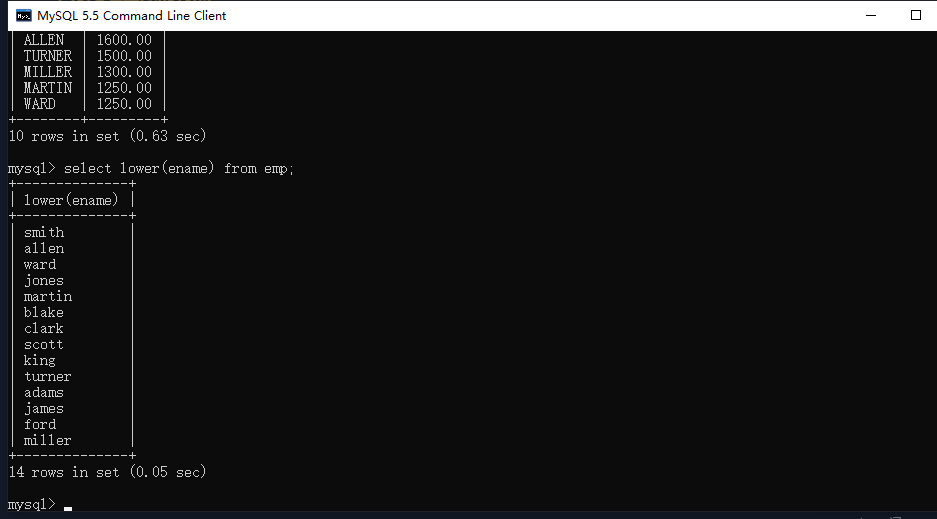 MySQL 5.5 Command Line Client
| ALLEN  | 1600.00 |
| TURNER | 1500.00 |
| MILLER | 1300.00 |
| MARTIN | 1250.00 |
| WARD   | 1250.00 |
+--------+---------+
10 rows in set (0.63 sec)
mysql> select lower(ename) from emp;
+--------------+
| lower(ename) |
+--------------+
| smith        |
| allen        |
| ward         |
| jones        |
| martin       |
| blake        |
| clark        |
| scott        |
| king         |
| turner       |
| adams        |
| james        |
| ford         |
| miller       |
+--------------+
14 rows in set (0.05 sec)
mysql>